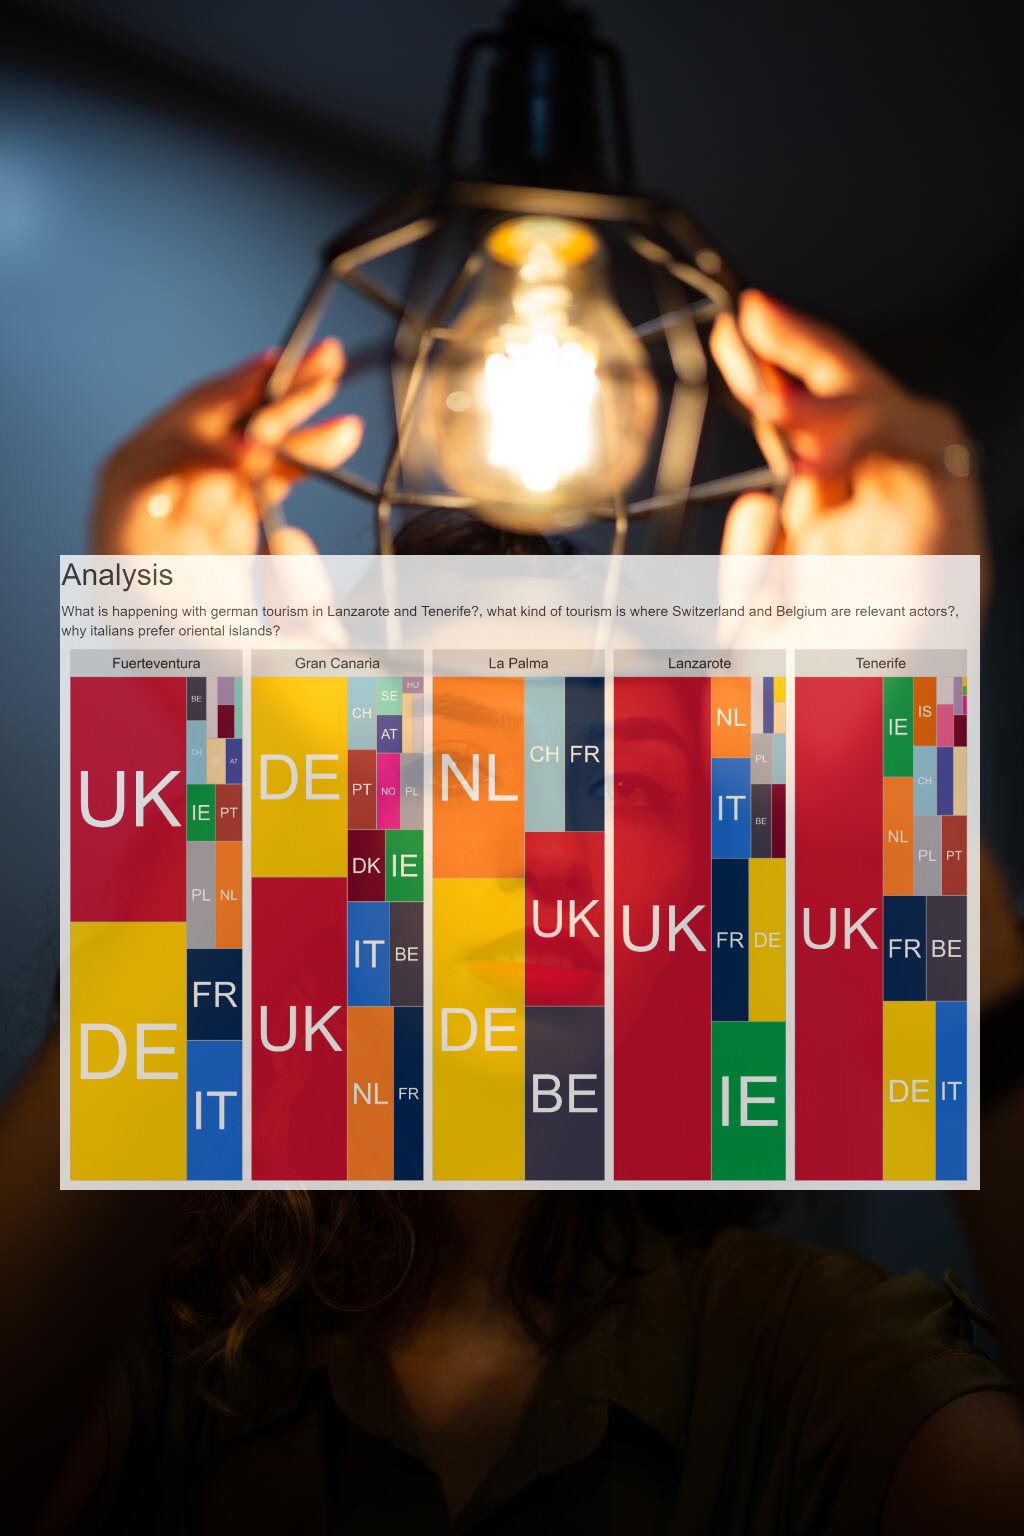 Analysis
What is happening with german tourism in Lanzarote and Tenerife?, what kind of tourism is where Switzerland and Belgium are relevant actors?,
why italians prefer oriental islands?
Fuerteventura Gran Canaria La Palma Lanzarote Tenerife
UK BE CH CZ AT IE PT PL NL DE FR IT
DE CH SE HU AT PT NO PL DK IE UK IT BE NL FR
NL CH FR UK DE BE
UK NL PL IT BE FR DE IE
UK IE IS CH NL PL PT FR BE DE IT